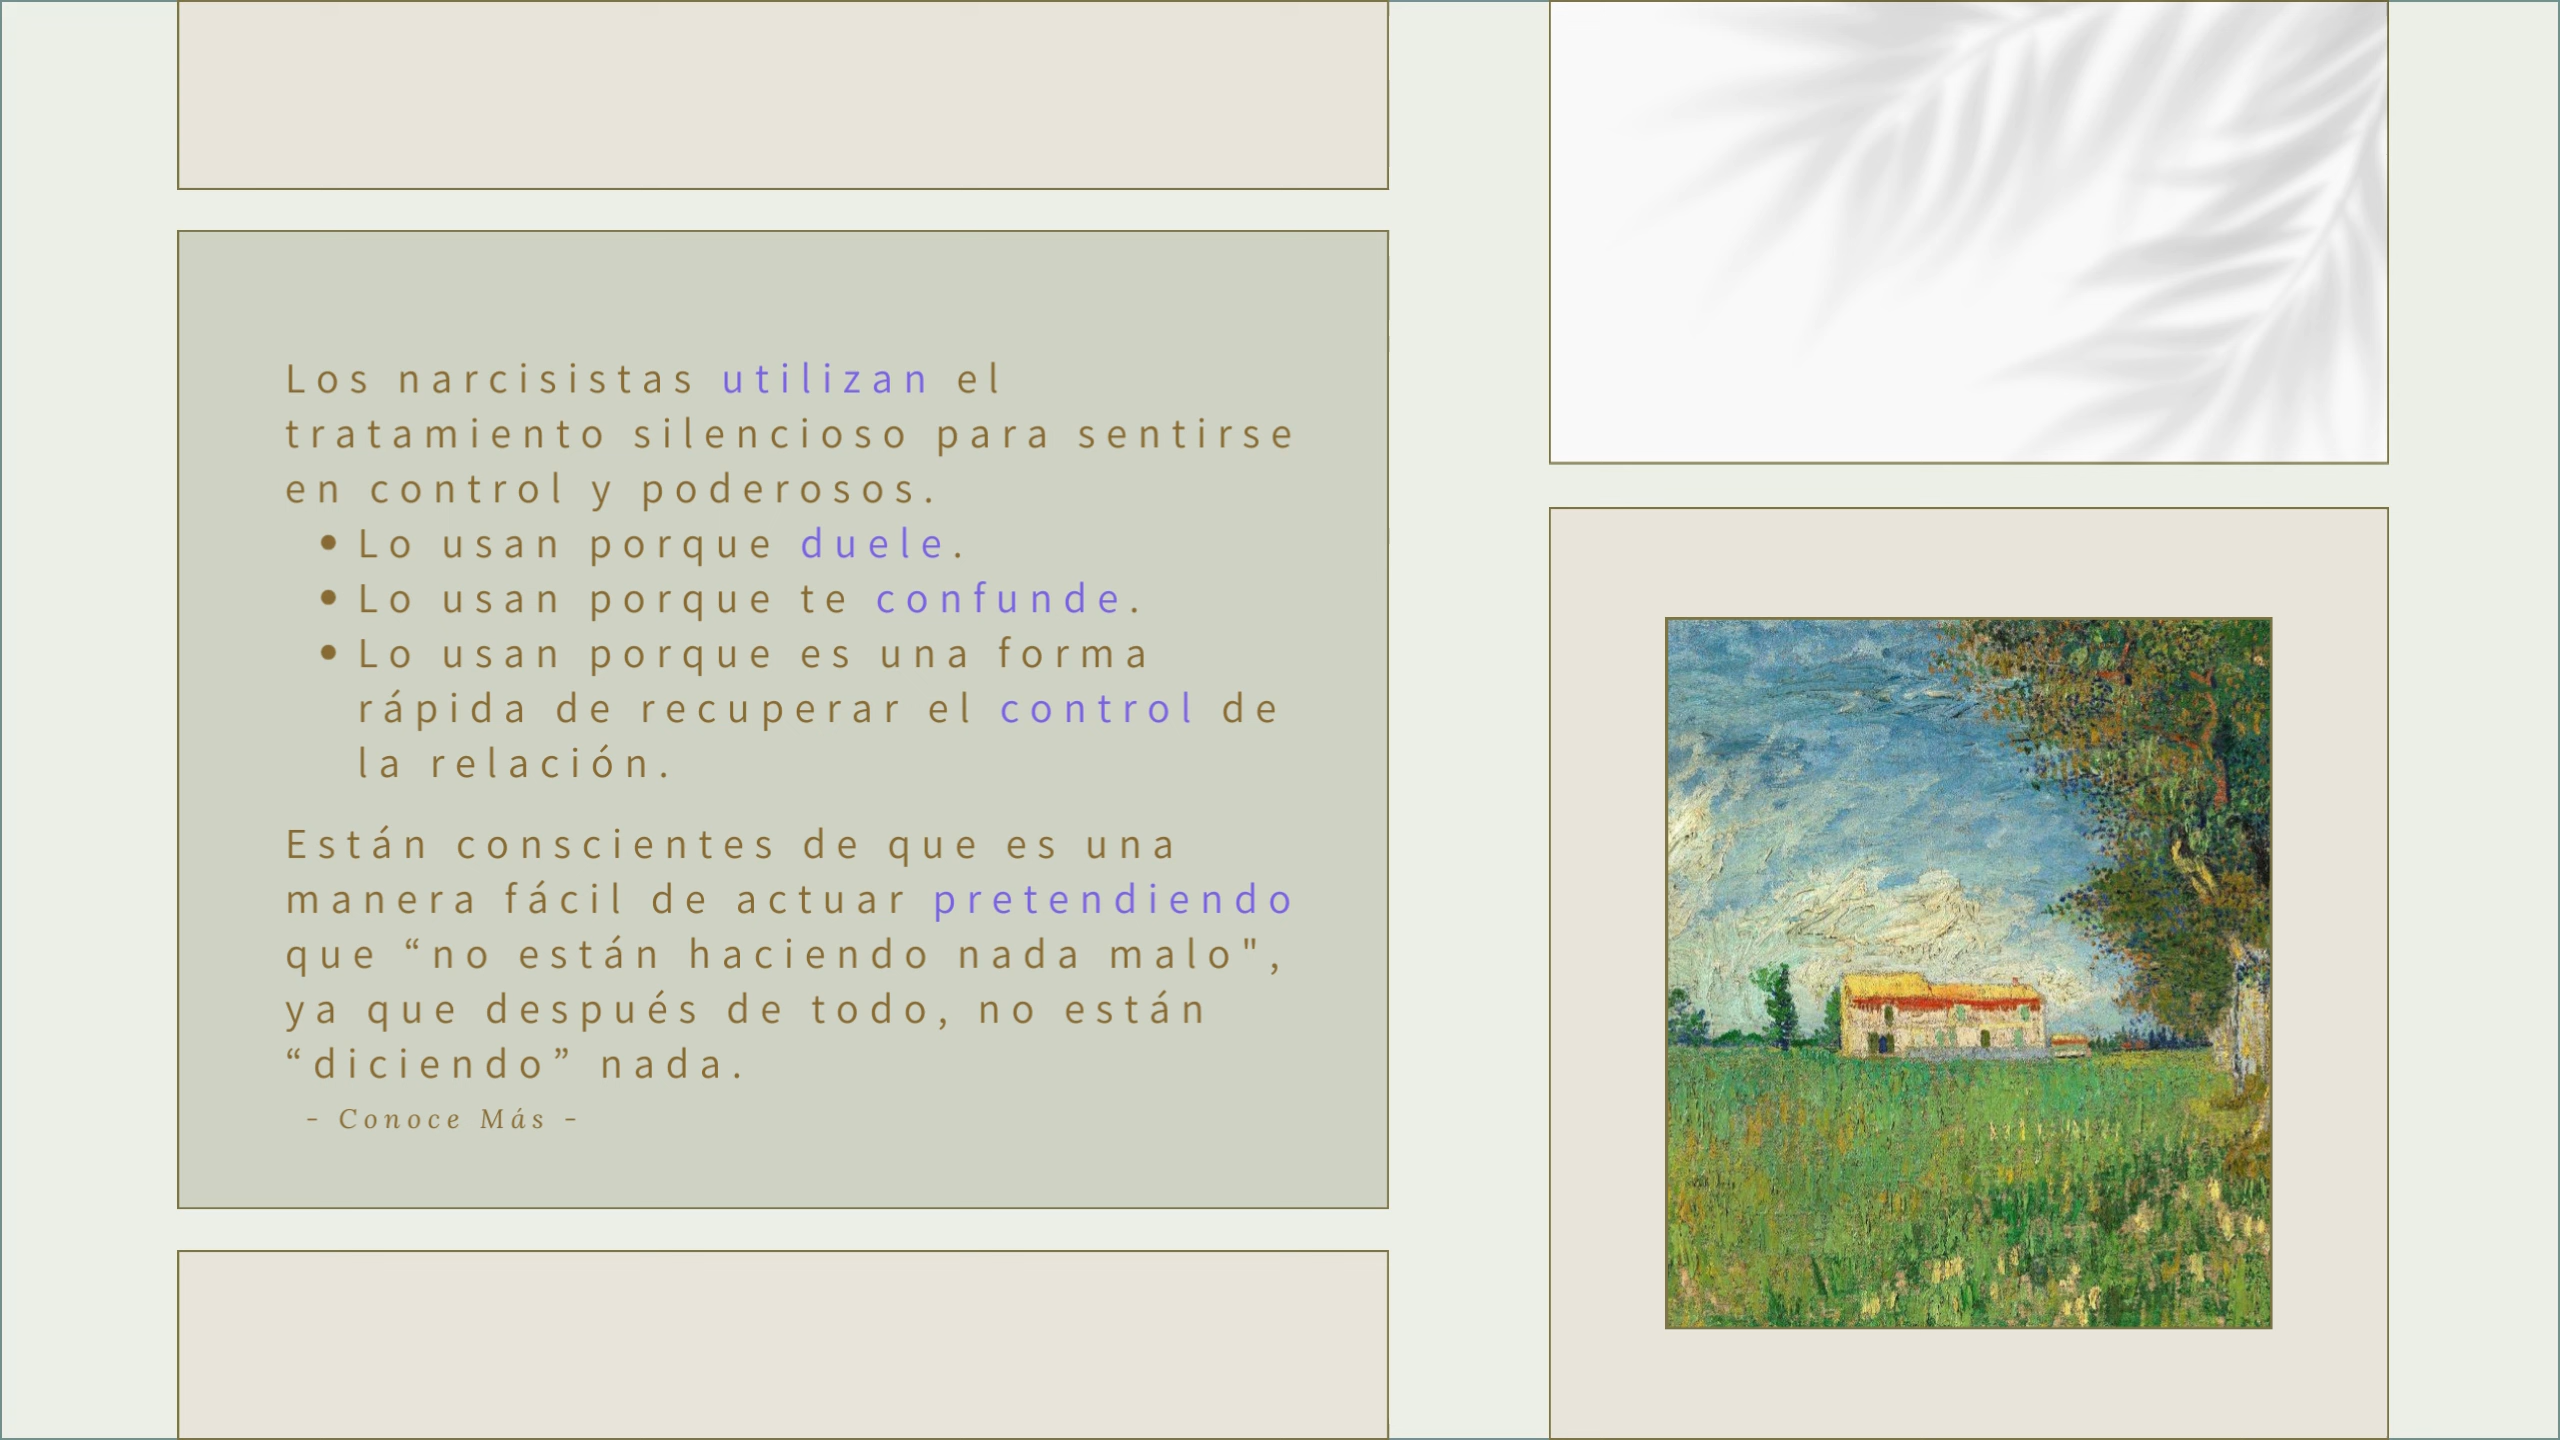 Los narcisistas utilizan el
tratamiento silencioso para sentirse
en control y poderosos.
• Lo usan porque duele.
• Lo usan porque te confunde.
• Lo usan porque es una forma
rápida de recuperar el control de
la relación.
Están conscientes de que es una
manera fácil de actuar pretendiendo
que “no están haciendo nada malo",
ya que después de todo, no están
“diciendo” nada.
- Conoce Más -